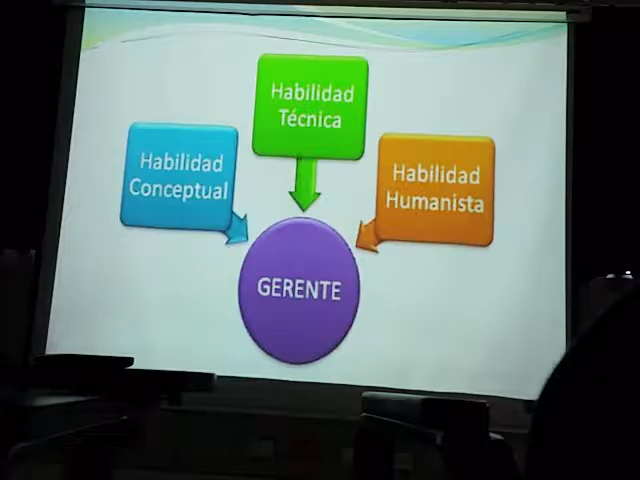 Habilidad
Técnica
Habilidad
Conceptual
Habilidad
Humanista
GERENTE